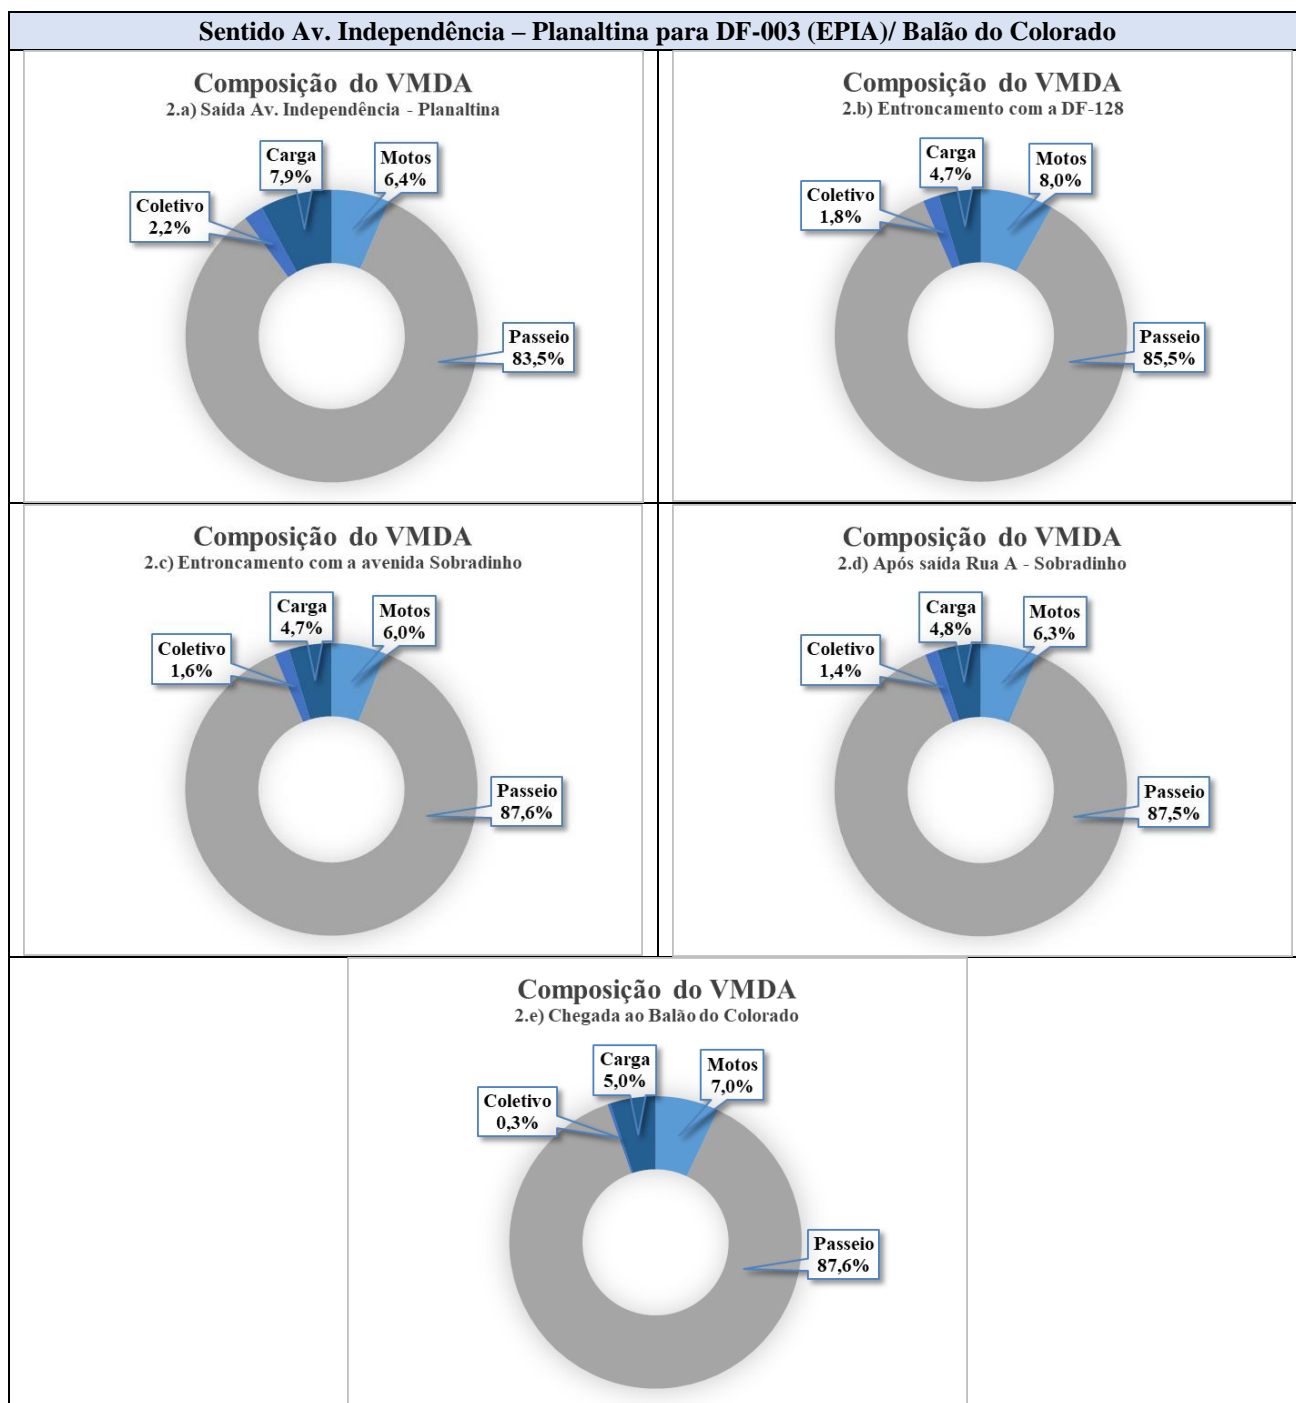 Sentido Av. Independência – Planaltina para DF-003 (EPIA)/ Balão do Colorado
Composição do VMDA
2.a) Saída Av. Independência - Planaltina
Carga
7,9%
Motos
6,4%
Coletivo
2,2%
Passeio
83,5%
Composição do VMDA
2.b) Entroncamento com a DF-128
Carga
4,7%
Motos
8,0%
Coletivo
1,8%
Passeio
85,5%
Composição do VMDA
2.c) Entroncamento com a avenida Sobradinho
Carga
4,7%
Motos
6,0%
Coletivo
1,6%
Passeio
87,6%
Composição do VMDA
2.d) Após saída Rua A - Sobradinho
Carga
4,8%
Motos
6,3%
Coletivo
1,4%
Passeio
87,5%
Composição do VMDA
2.e) Chegada ao Balão do Colorado
Carga
5,0%
Motos
7,0%
Coletivo
0,3%
Passeio
87,6%